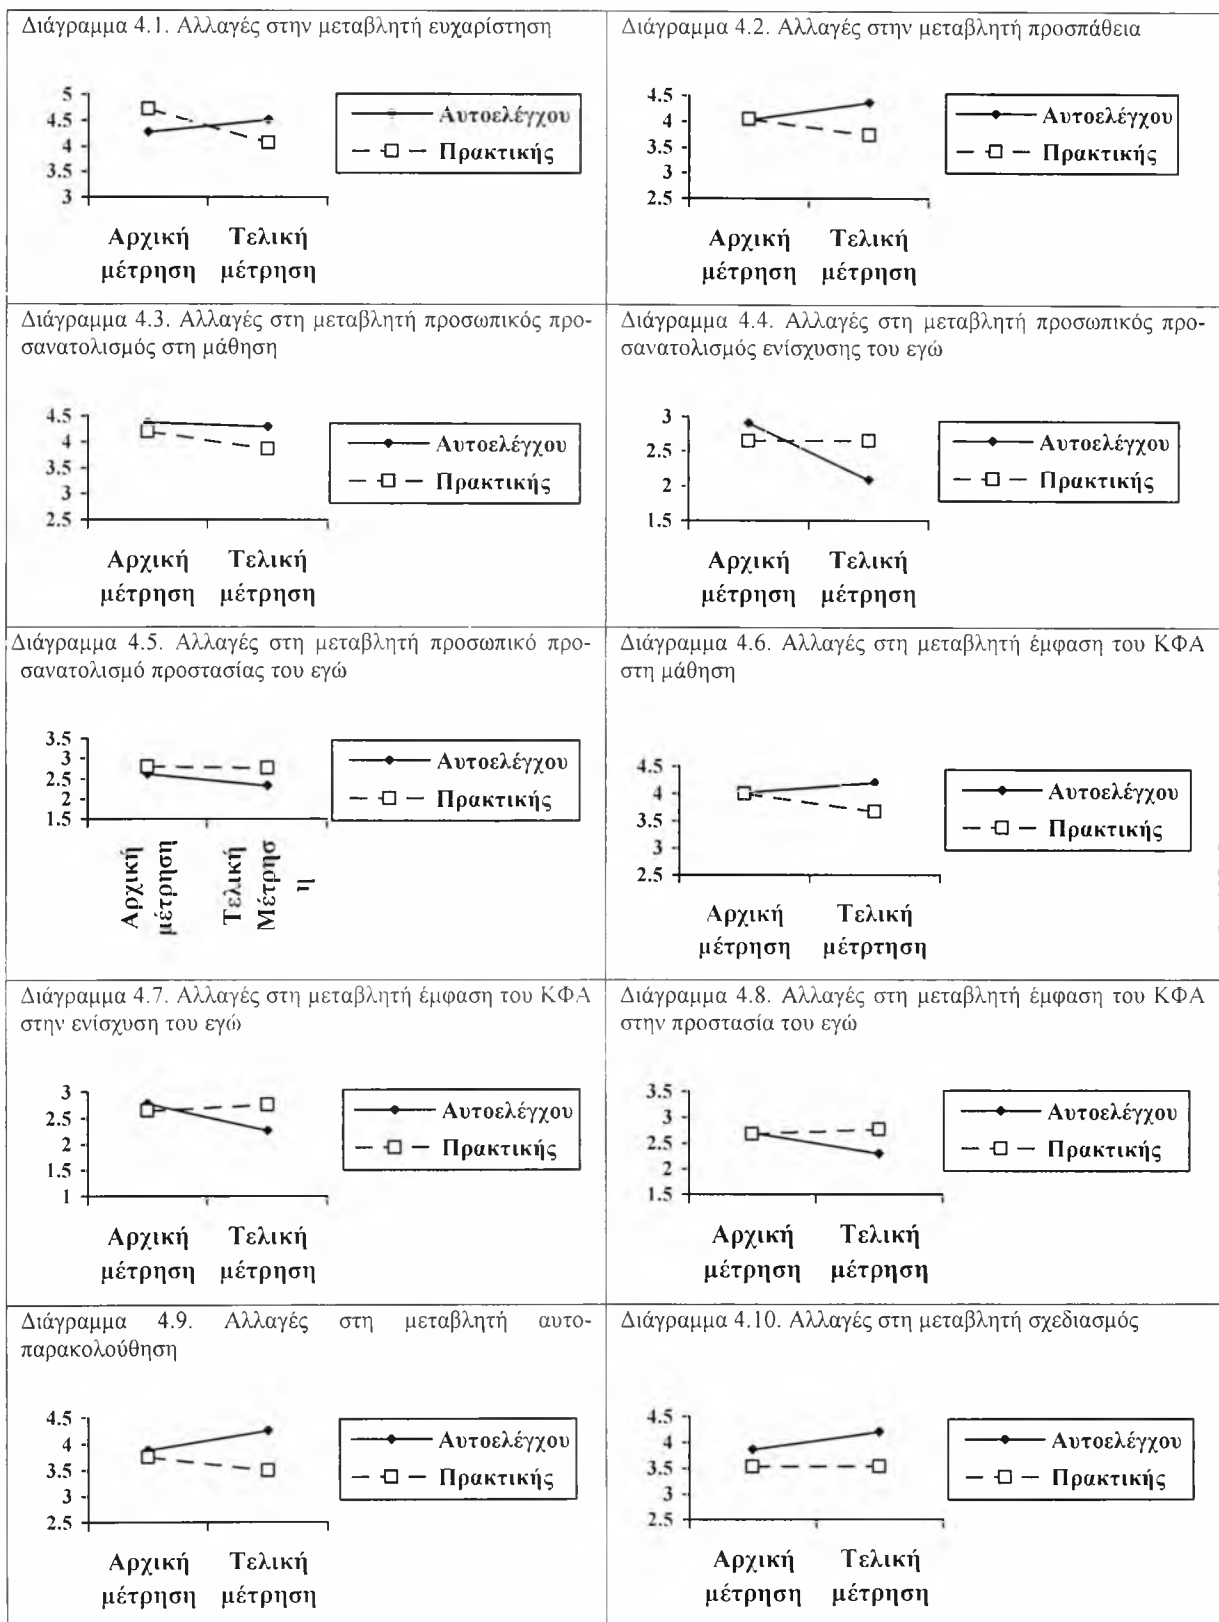 Διάγραμμα 4.1. Αλλαγές στην μεταβλητή ευχαρίστηση
5
4.5
4
3.5
3
Αυτοελέγχου
Πρακτικής
Αρχική Τελική
μέτρηση μέτρηση
Διάγραμμα 4.2. Αλλαγές στην μεταβλητή προσπάθεια
4.5
4
3.5
3
2.5
Αυτοελέγχου
Πρακτικής
Αρχική Τελική
μέτρηση μέτρηση
Διάγραμμα 4.3. Αλλαγές στη μεταβλητή προσωπικός προ-
σανατολισμός στη μάθηση
4.5
4
3.5
3
2.5
Αυτοελέγχου
Πρακτικής
Αρχική Τελική
μέτρηση μέτρηση
Διάγραμμα 4.4. Αλλαγές στη μεταβλητή προσωπικός προ-
σανατολισμός ενίσχυσης του εγώ
3
2.5
2
1.5
Αυτοελέγχου
Πρακτικής
Αρχική Τελική
μέτρηση μέτρηση
Διάγραμμα 4.5. Αλλαγές στη μεταβλητή προσωπικό προ-
σανατολισμό προστασίας του εγώ
3.5
3
2.5
2
1.5
Αυτοελέγχου
Πρακτικής
Αρχική
μέτρηση
Τελική
Μέτρησ
η
Διάγραμμα 4.6. Αλλαγές στη μεταβλητή έμφαση του ΚΦΑ
στη μάθηση
4.5
4
3.5
3
2.5
Αυτοελέγχου
Πρακτικής
Αρχική Τελική
μέτρηση μέτρτηση
Διάγραμμα 4.7. Αλλαγές στη μεταβλητή έμφαση του ΚΦΑ
στην ενίσχυση του εγώ
3
2.5
2
1.5
1
Αυτοελέγχου
Πρακτικής
Αρχική Τελική
μέτρηση μέτρηση
Διάγραμμα 4.8. Αλλαγές στη μεταβλητή έμφαση του ΚΦΑ
στην προστασία του εγώ
3.5
3
2.5
2
1.5
Αυτοελέγχου
Πρακτικής
Αρχική Τελική
μέτρηση μέτρηση
Διάγραμμα 4.9. Αλλαγές στη μεταβλητή αυτο-
παρακολούθηση
4.5
4
3.5
3
2.5
Αυτοελέγχου
Πρακτικής
Αρχική Τελική
μέτρηση μέτρηση
Διάγραμμα 4.10. Αλλαγές στη μεταβλητή σχεδιασμός
4.5
4
3.5
3
2.5
Αυτοελέγχου
Πρακτικής
Αρχική Τελική
μέτρηση μέτρηση